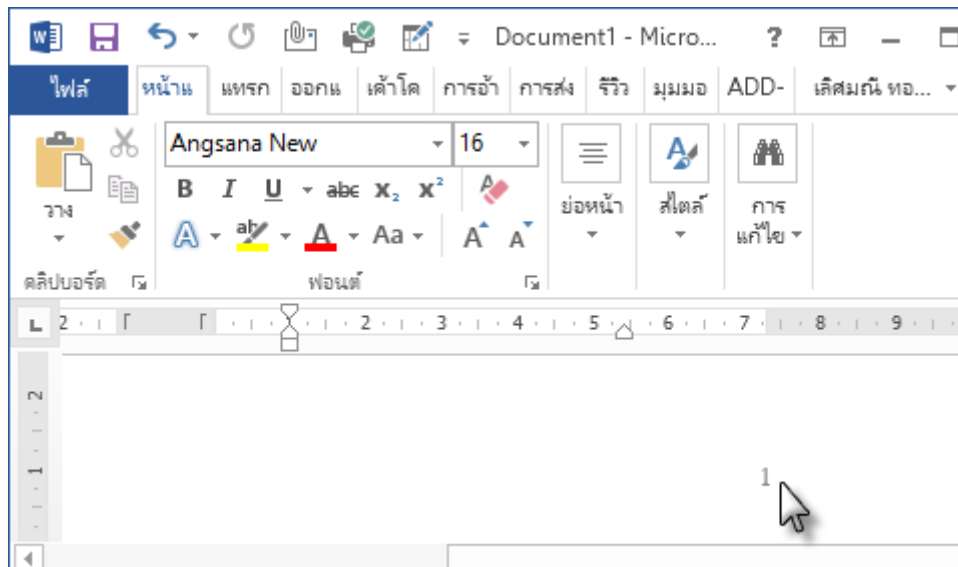 Document1 - Micro... ?
ไฟล์ หน้าแ แทรก ออกแ เค้าโค การอ้า การส่ง รีวิว มุมมอ ADD- เลิศมณี ทอ...
Angsana New 16
B I U abc X₂ X²
วาง ย่อหน้า สไตล์ การ
แก้ไข
A ab A Aa A A
คลิปบอร์ด ฟอนต์
L 2 2 3 4 5 6 7 8 9
2
1
1